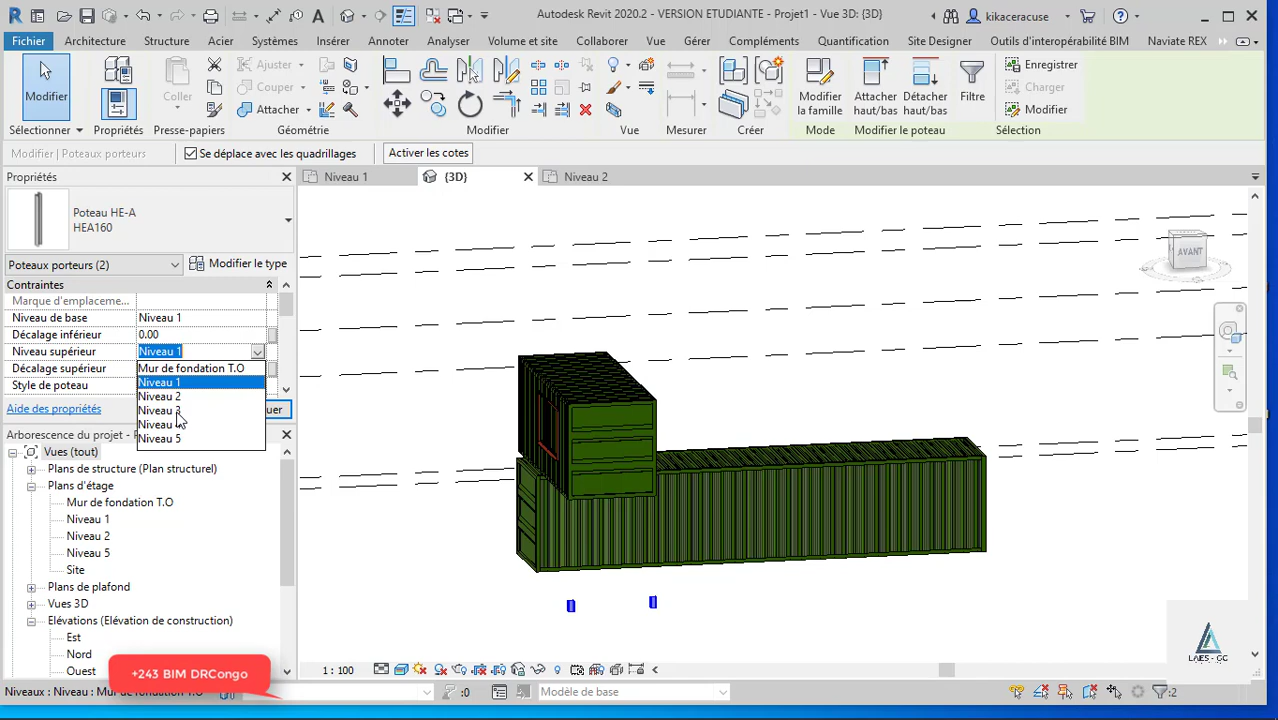 Autodesk Revit 2020.2 - VERSION ETUDIANTE - Projet1 - Vue 3D: {3D}
kikaceracuse
Fichier Architecture Structure Acier Systèmes Insérer Annoter Analyser Volume et site Collaborer Vue Gérer Compléments Quantification Site Designer Outils d'interopérabilité BIM Naviate REX
Modifier
Sélectionner
Propriétés
Coller
Presse-papiers
Ajuster
Couper
Attacher
Géométrie
Modifier
Vue
Mesurer
Créer
Modifier
la famille
Mode
Attacher
haut/bas
Détacher
haut/bas
Modifier le poteau
Filtre
Enregistrer
Charger
Modifier
Sélection
Modifier | Poteaux porteurs
Se déplace avec les quadrillages
Activer les cotes
Propriétés
Niveau 1
{3D}
Niveau 2
Poteau HE-A
HEA160
AVANT
Poteaux porteurs (2)
Modifier le type
Contraintes
Marque d'emplaceme...
Niveau de base Niveau 1
Décalage inférieur 0.00
Niveau supérieur Niveau 1
Décalage supérieur
Style de poteau
Mur de fondation T.O
Niveau 1
Niveau 2
Niveau 3
Niveau
Niveau 5
Aide des propriétés
uer
Arborescence du projet - P
Vues (tout)
Plans de structure (Plan structurel)
Plans d'étage
Mur de fondation T.O
Niveau 1
Niveau 2
Niveau 5
Site
Plans de plafond
Vues 3D
Elévations (Elévation de construction)
Est
Nord
Ouest
+243 BIM DRCongo
LAES - GC
1 : 100
Niveaux : Niveau : Mur de fondation T.O
:0
Modèle de base
:2